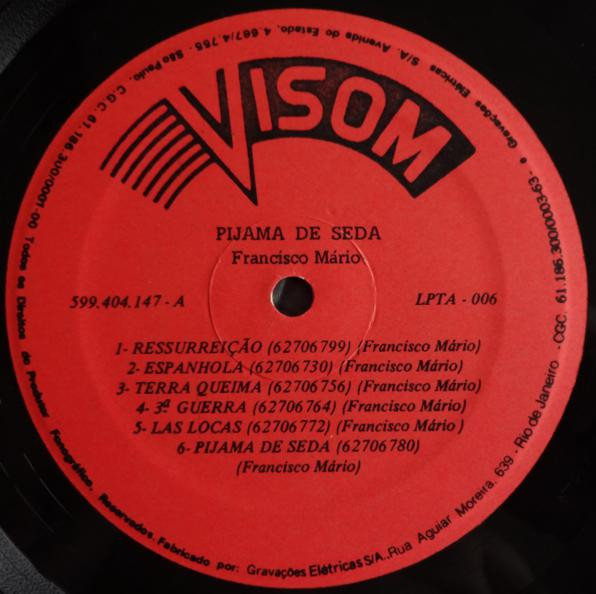 VISOM
PIJAMA DE SEDA
Francisco Mário
599.404.147 - A
LPTA - 006
1- RESSURREIÇÃO (62706799) (Francisco Mário)
2- ESPANHOLA (62706730) (Francisco Mário)
3- TERRA QUEIMA (62706756) (Francisco Mário)
4- 3ª GUERRA (62706764) (Francisco Mário)
5- LAS LOCAS (62706772) (Francisco Mário)
6- PIJAMA DE SEDA (62706780)
(Francisco Mário)
Todos os Direitos do Produtor Fonográfico, Reservados. Fabricado por: Gravações Elétricas S/A., Rua Aguiar Moreira, 639 - Rio de Janeiro - CGC. 61.186.300/0003-63 - e Gravações Elétricas S/A. Avenida do Estado, 4.667/4.755 - São Paulo. C.G.C. 61.186.300/0001-00